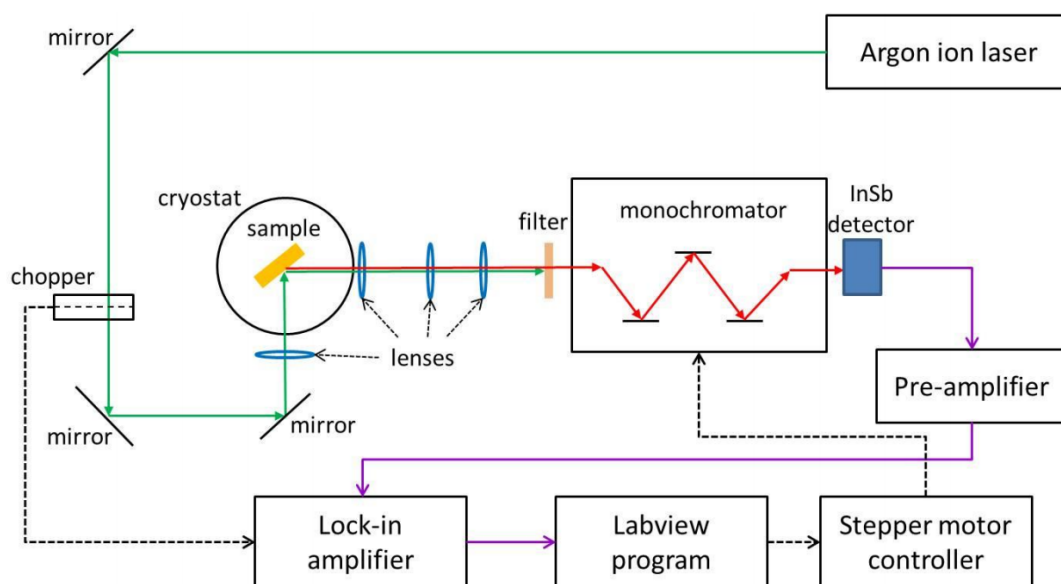 mirror
Argon ion laser
cryostat
sample
filter
monochromator
InSb
detector
chopper
lenses
mirror
mirror
Pre-amplifier
Lock-in
amplifier
Labview
program
Stepper motor
controller